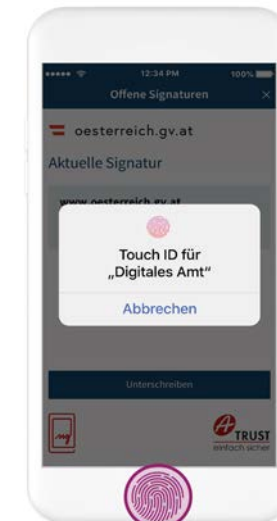 12:34 PM
100%
Offene Signaturen
×
oesterreich.gv.at
Aktuelle Signatur
www.oesterreich.gv.at
Touch ID für
„Digitales Amt“
Abbrechen
Unterschreiben
A TRUST
einfach sicher